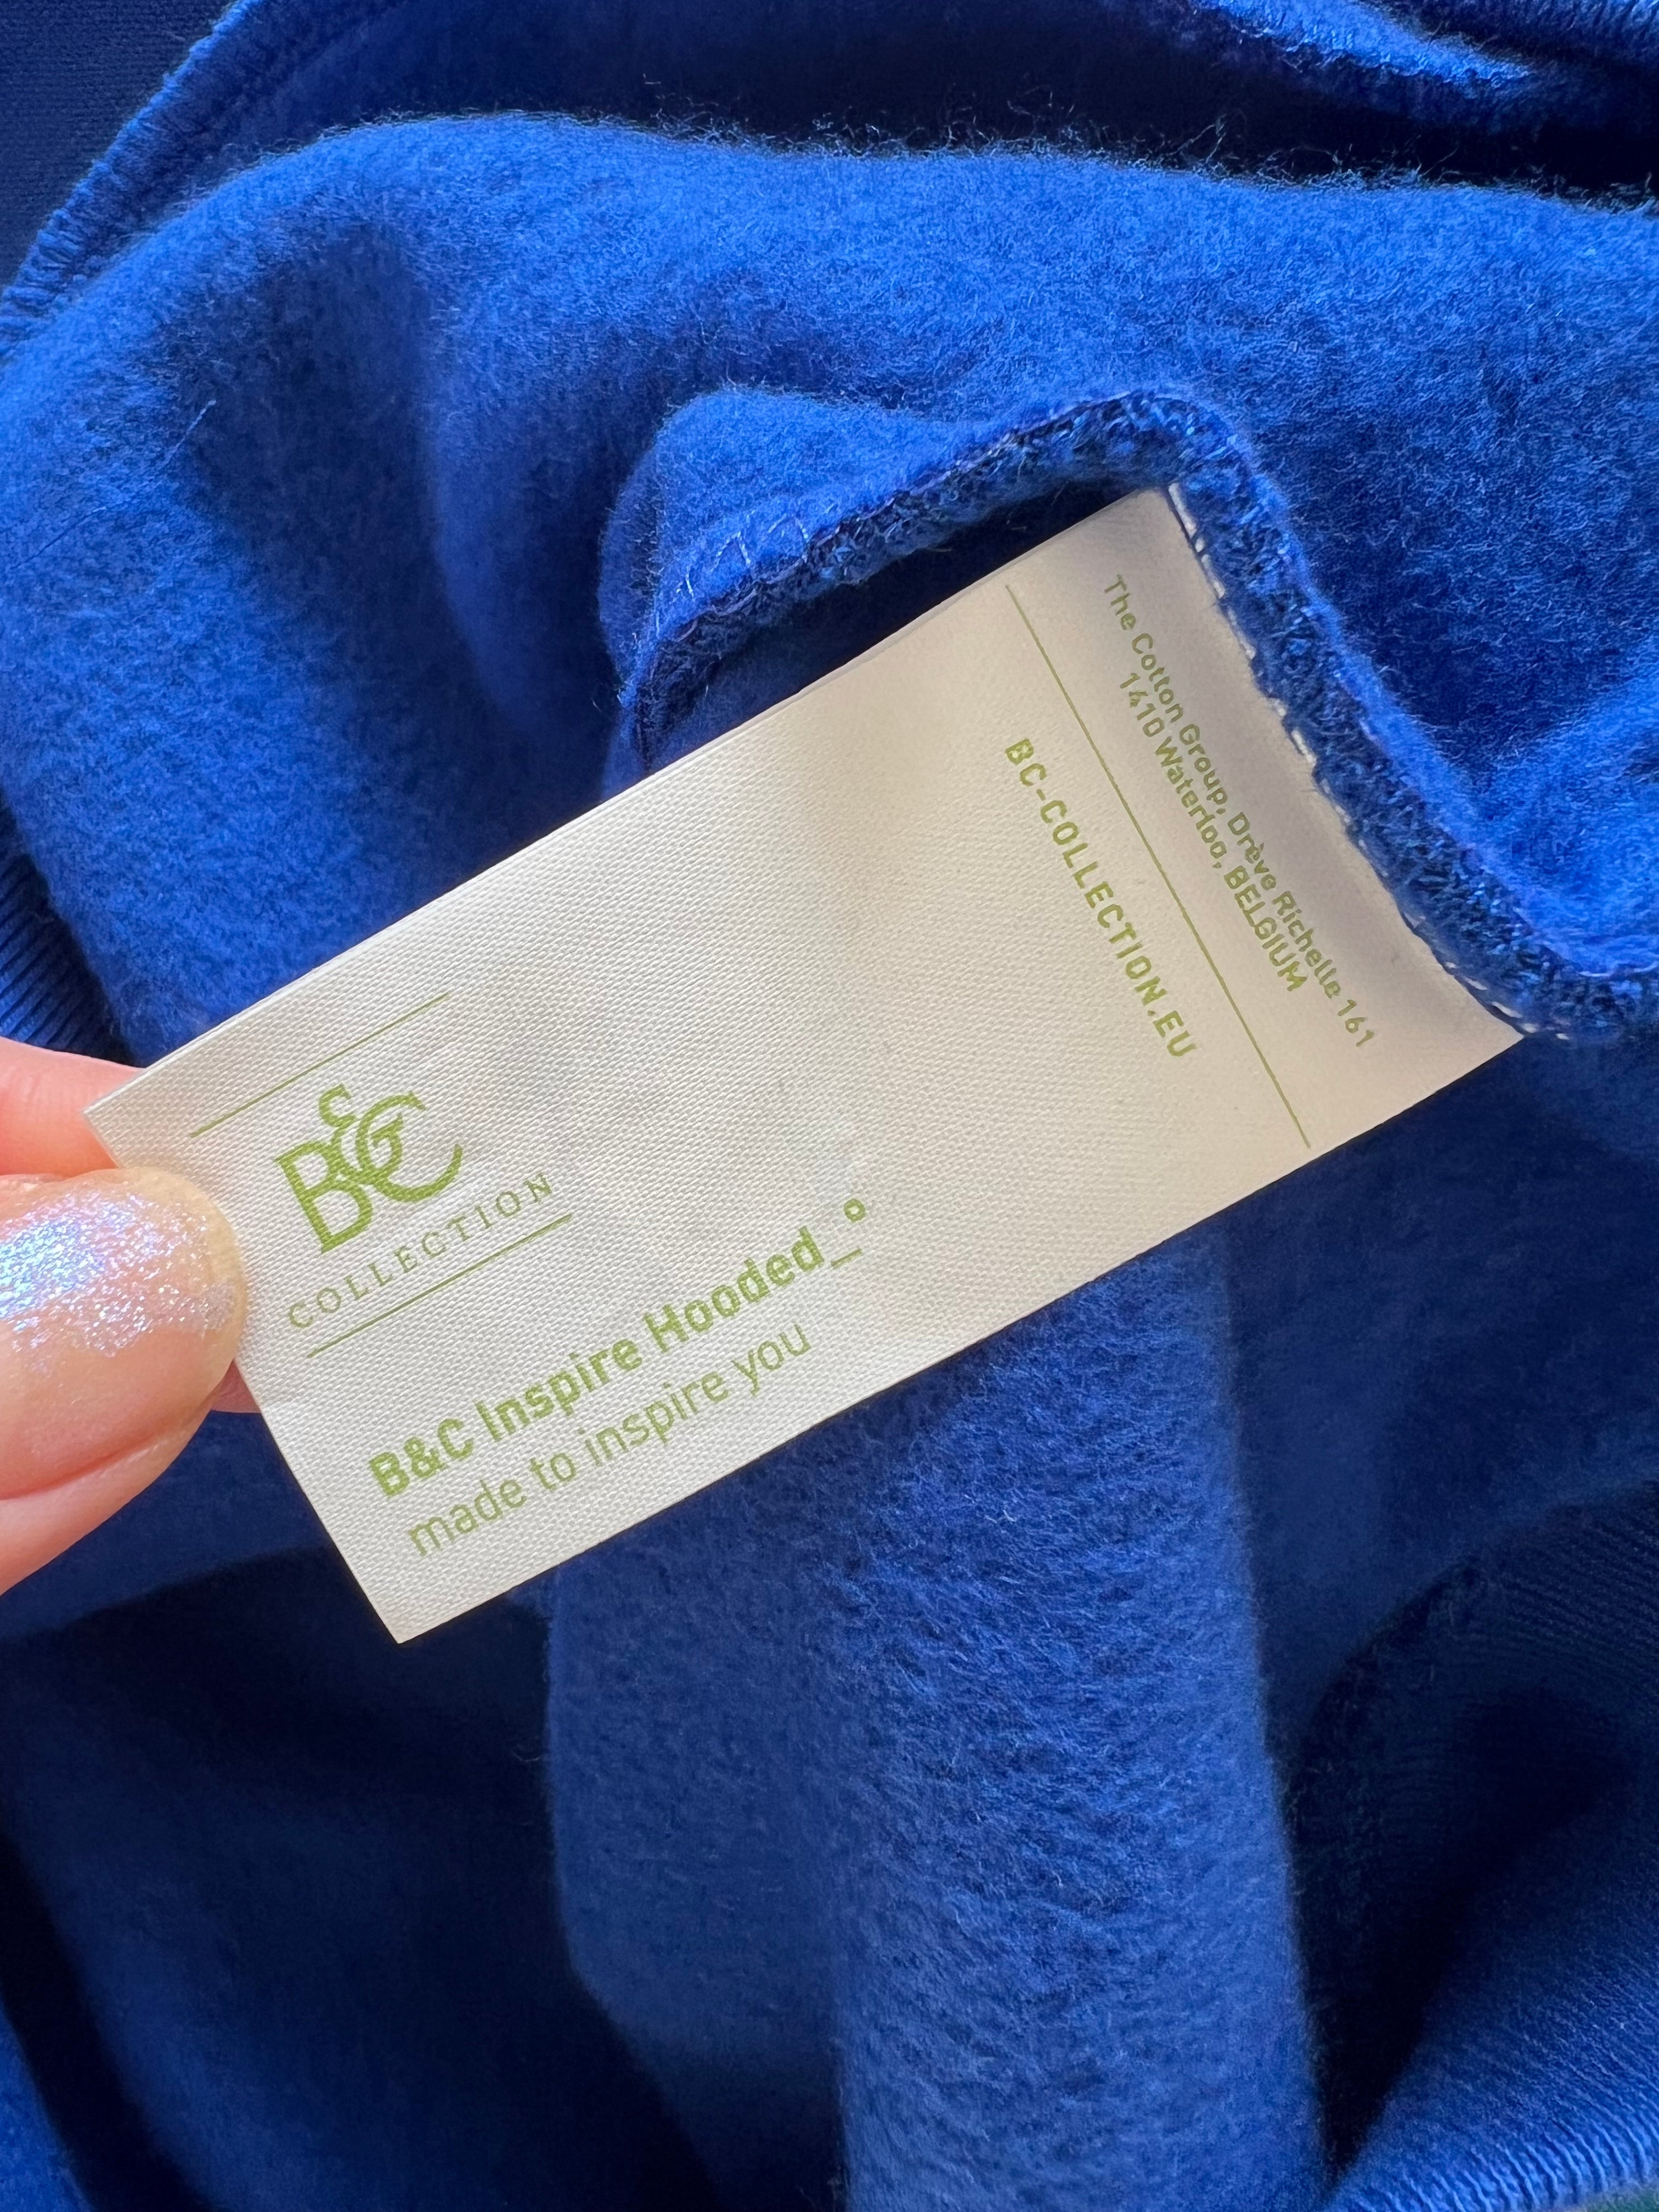 The Cotton Group, Drève Richelle 161
1410 Waterloo, BELGIUM
BC-COLLECTION.EU
B&C
COLLECTION
B&C Inspire Hooded_°
made to inspire you